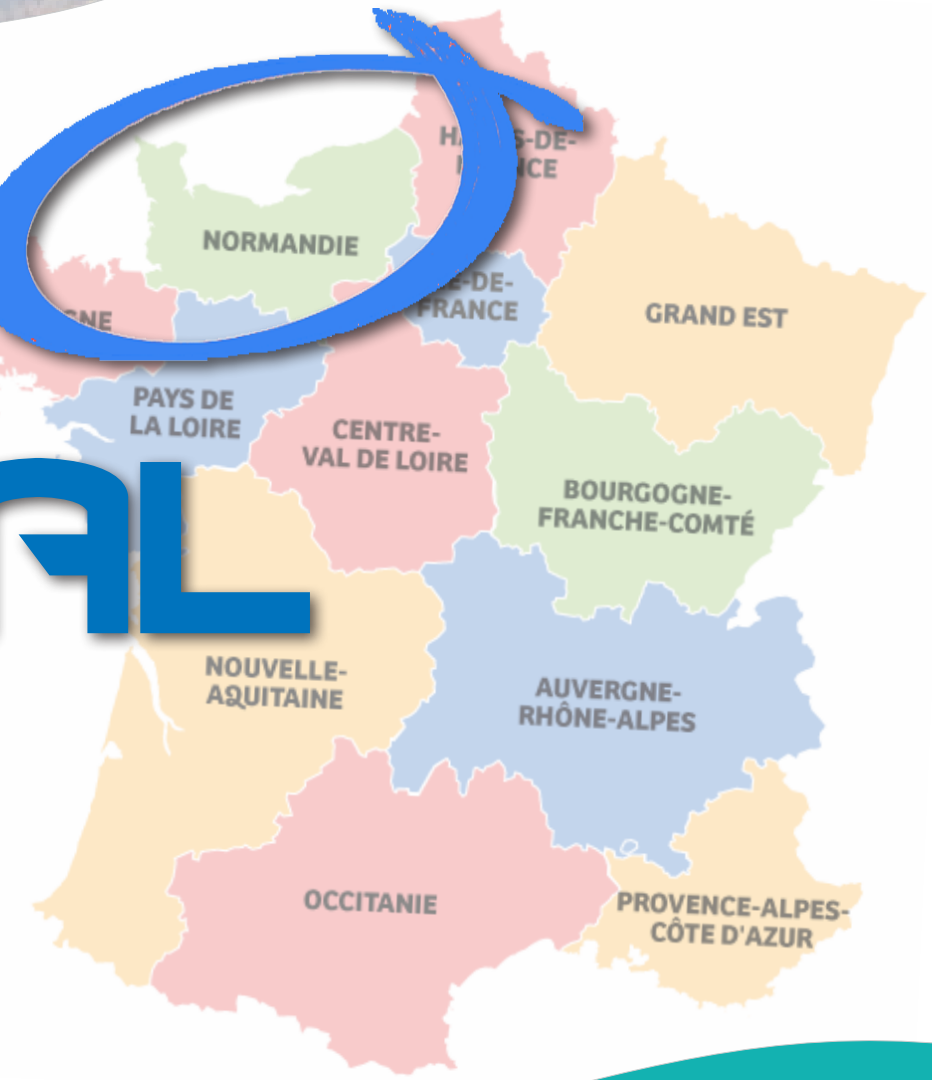 NORMANDIE
FRANCE
GRAND EST
PAYS DE
LA LOIRE
CENTRE-
VAL DE LOIRE
BOURGOGNE-
FRANCHE-COMTÉ
AL
NOUVELLE-
AQUITAINE
AUVERGNE-
RHÔNE-ALPES
OCCITANIE
PROVENCE-ALPES-
CÔTE D'AZUR